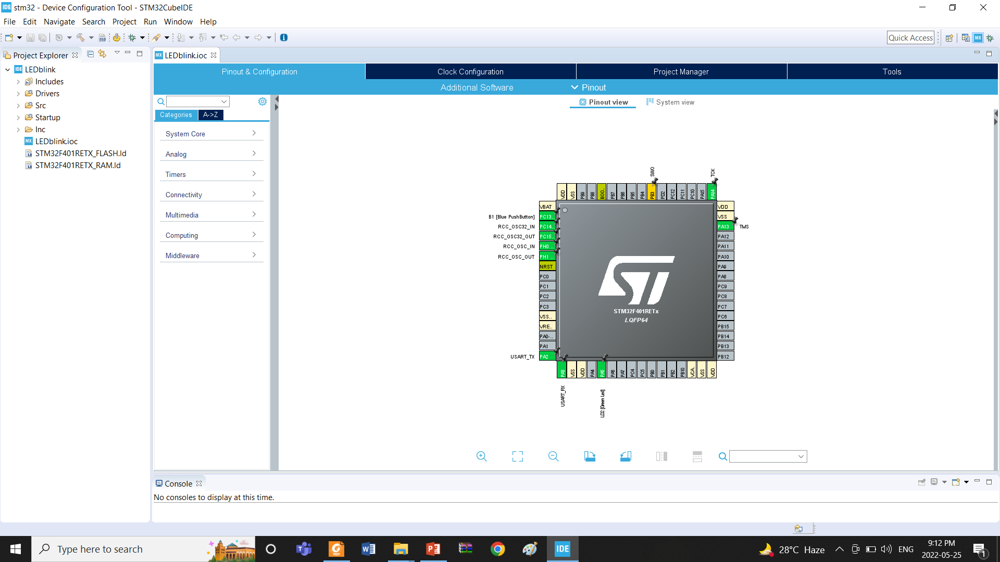 IDE stm32 - Device Configuration Tool - STM32CubeIDE
File Edit Navigate Search Project Run Window Help
010
Quick Access
MX
Project Explorer
MX LEDblink.ioc
IDE LEDblink
Includes
Drivers
Src
Startup
Inc
MX LEDblink.ioc
STM32F401RETX_FLASH.ld
STM32F401RETX_RAM.ld
Pinout & Configuration
Clock Configuration
Project Manager
Tools
Additional Software
Pinout
Pinout view
System view
Categories
A->Z
System Core
Analog
Timers
Connectivity
Multimedia
Computing
Middleware
SWO
TCK
VDD VSS PB9 PB8 BOO.. PB7 PB6 PB5 PB4 PB3 PD2 PC12 PC11 PC10 PA15 PA14
VBAT
B1 [Blue PushButton] PC13..
RCC_OSC32_IN PC14..
RCC_OSC32_OUT PC15..
RCC_OSC_IN PH0 ..
RCC_OSC_OUT PH1 ..
NRST
PC0
PC1
PC2
PC3
VSS..
VRE..
PA0-..
PA1
USART_TX PA2
STM32F401RETx
LQFP64
VDD
VSS
PA13 TMS
PA12
PA11
PA10
PA9
PA8
PC9
PC8
PC7
PC6
PB15
PB14
PB13
PB12
PA3 VSS VDD PA4 PA5 PA6 PA7 PC4 PC5 PB0 PB1 PB2 PB10 VCA.. VSS VDD
USART_RX
LD2 [Green Led]
Console
No consoles to display at this time.
Type here to search
IDE
28°C Haze
ENG
9:12 PM
2022-05-25
1